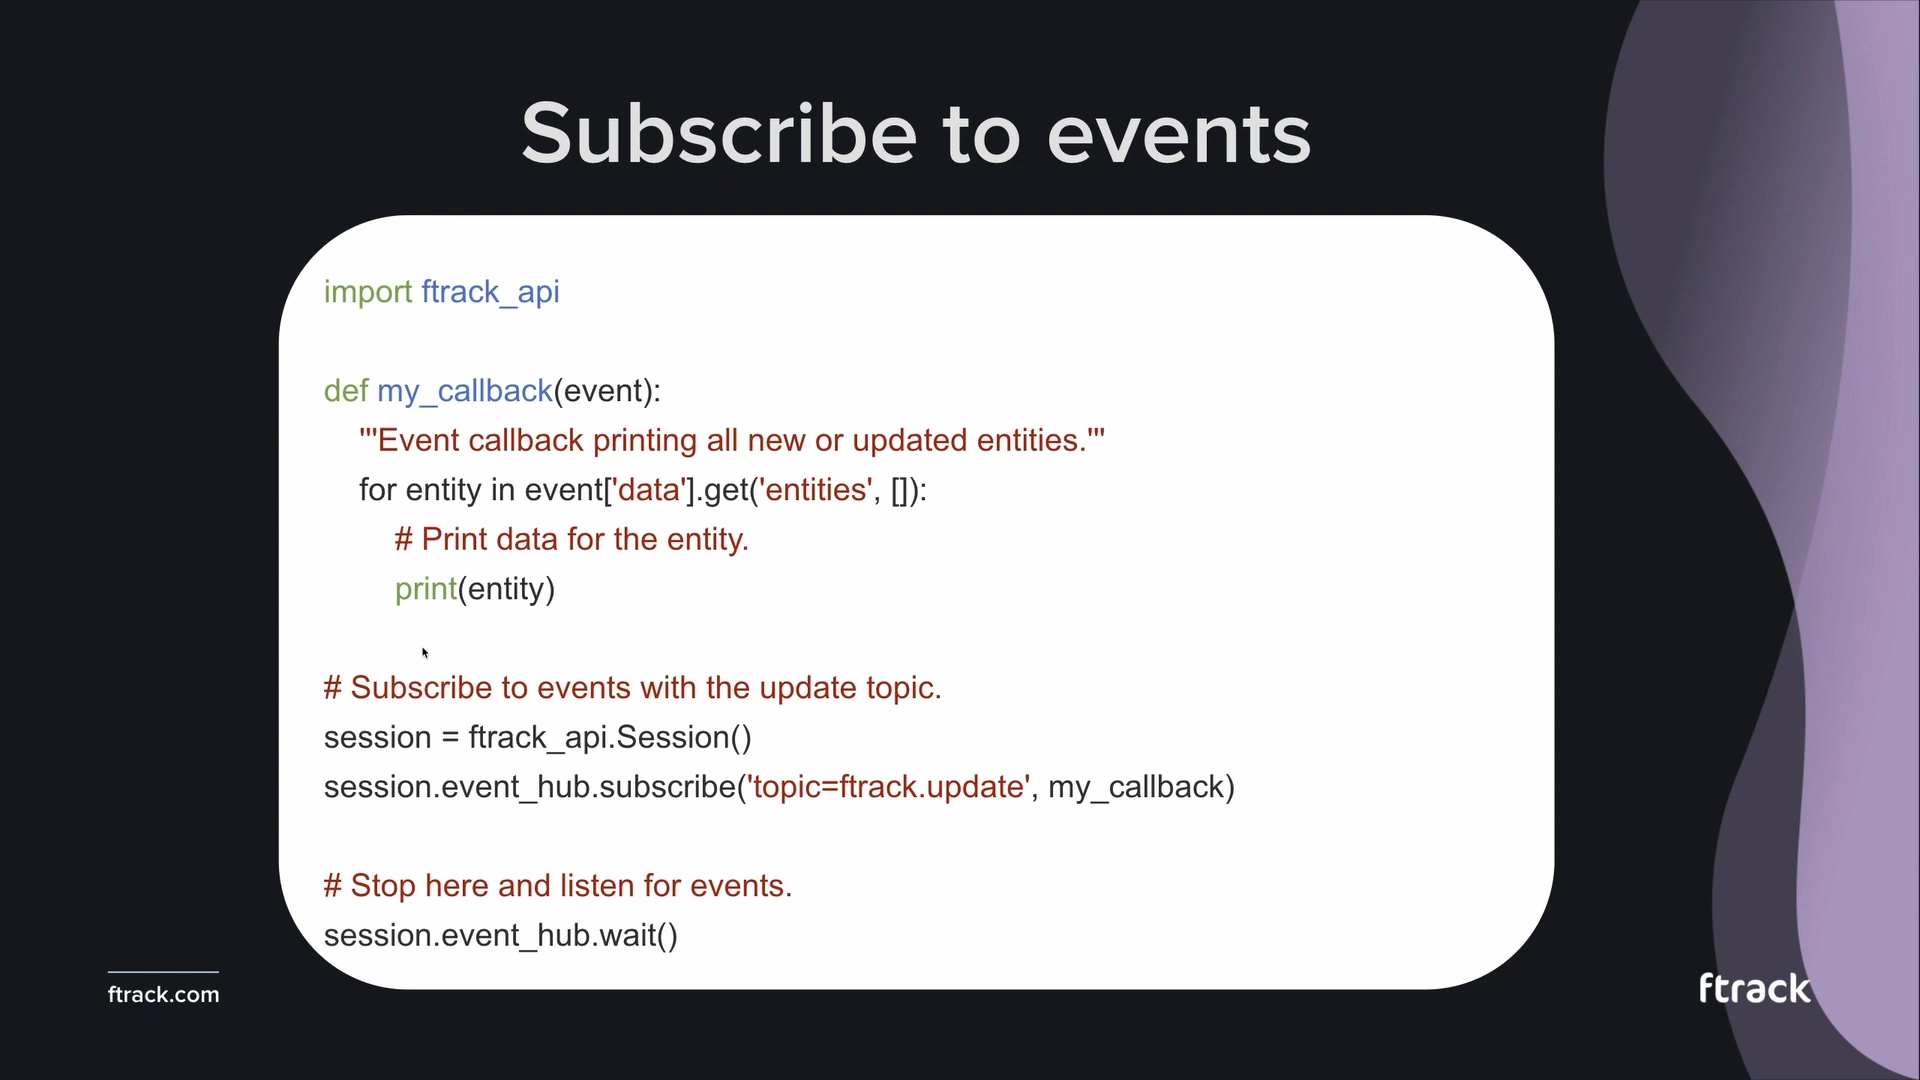 Subscribe to events
import ftrack_api
def my_callback(event):
'''Event callback printing all new or updated entities.'''
for entity in event['data'].get('entities', []):
# Print data for the entity.
print(entity)
# Subscribe to events with the update topic.
session = ftrack_api.Session()
session.event_hub.subscribe('topic=ftrack.update', my_callback)
# Stop here and listen for events.
session.event_hub.wait()
ftrack.com
ftrack